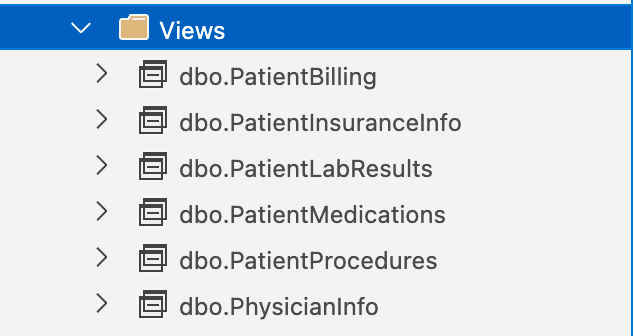 Views
dbo.PatientBilling
dbo.PatientInsuranceInfo
dbo.PatientLabResults
dbo.PatientMedications
dbo.PatientProcedures
dbo.PhysicianInfo